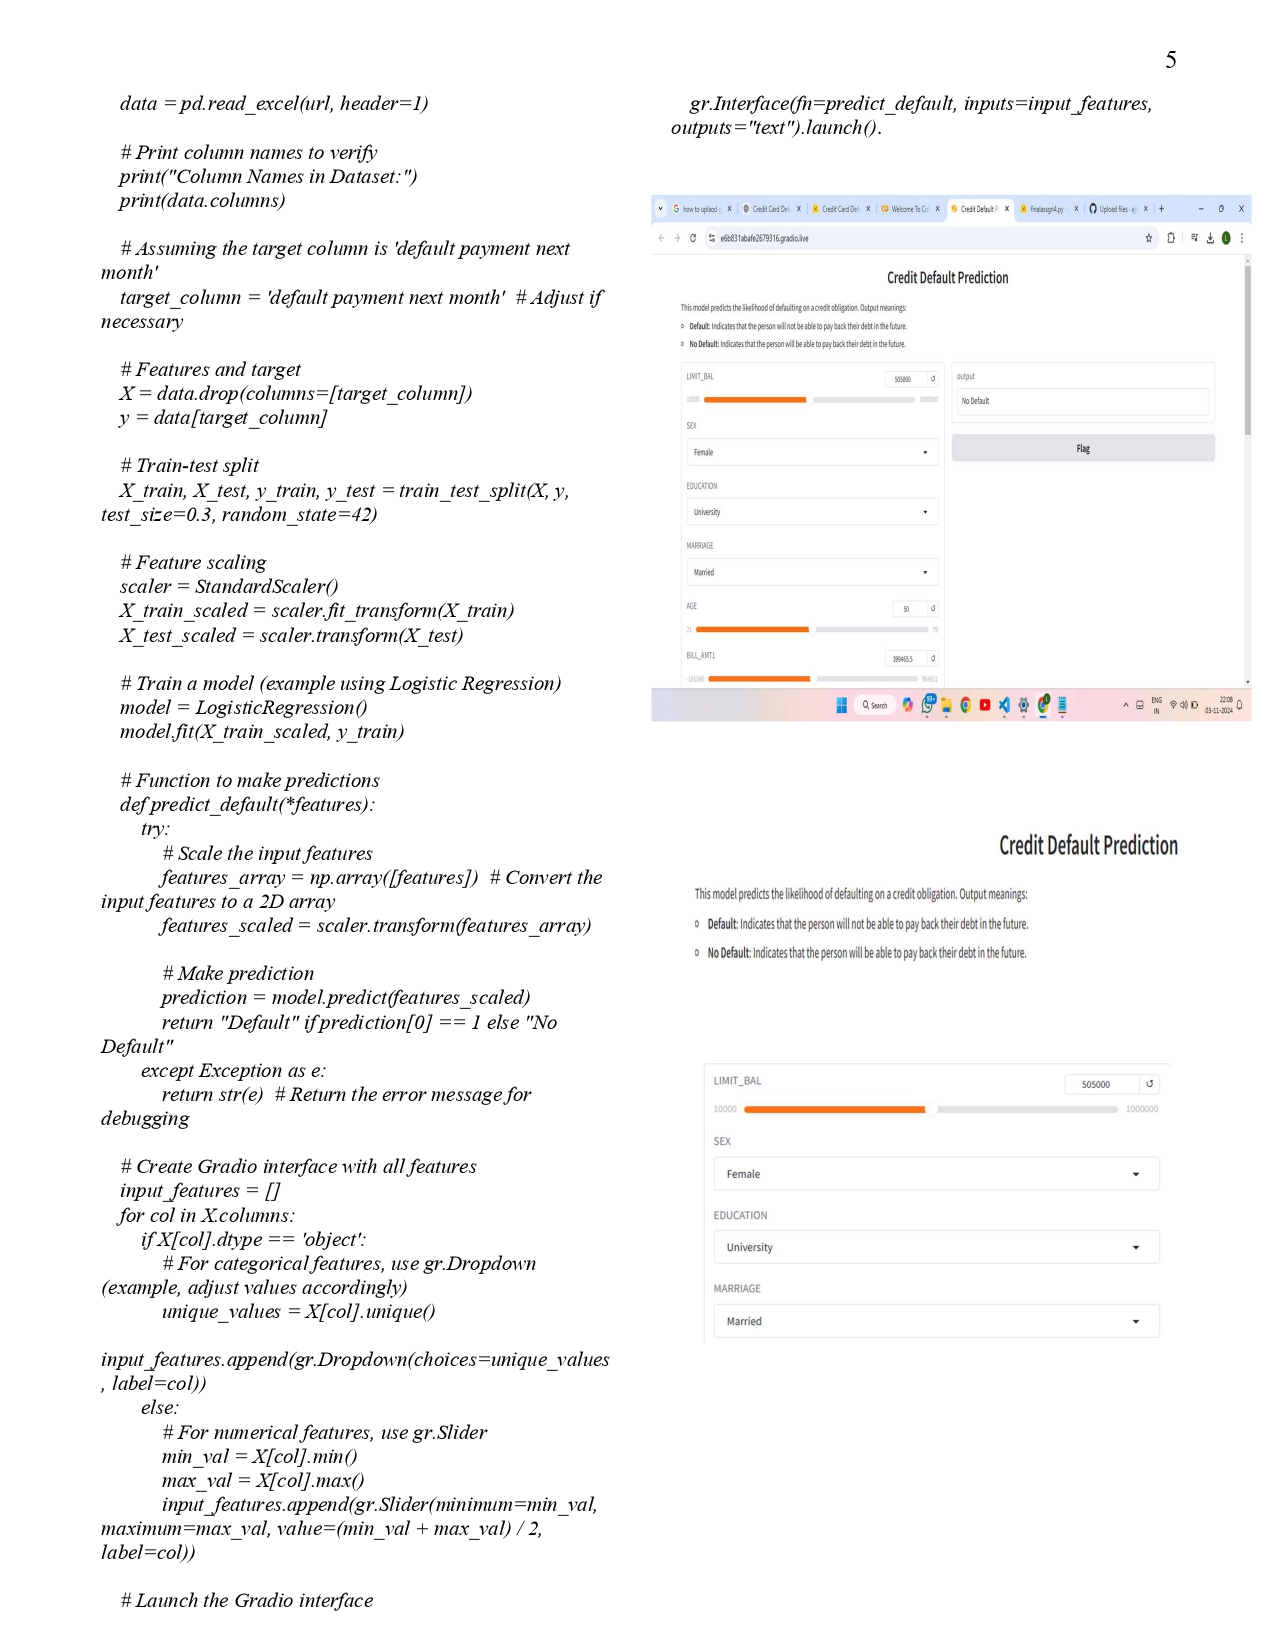 5
data = pd.read_excel(url, header=1)
# Print column names to verify
print("Column Names in Dataset:")
print(data.columns)
# Assuming the target column is 'default payment next
month'
target_column = 'default payment next month'  # Adjust if
necessary
# Features and target
X = data.drop(columns=[target_column])
y = data[target_column]
# Train-test split
X_train, X_test, y_train, y_test = train_test_split(X, y,
test_size=0.3, random_state=42)
# Feature scaling
scaler = StandardScaler()
X_train_scaled = scaler.fit_transform(X_train)
X_test_scaled = scaler.transform(X_test)
# Train a model (example using Logistic Regression)
model = LogisticRegression()
model.fit(X_train_scaled, y_train)
# Function to make predictions
def predict_default(*features):
try:
# Scale the input features
features_array = np.array([features])  # Convert the
input features to a 2D array
features_scaled = scaler.transform(features_array)
# Make prediction
prediction = model.predict(features_scaled)
return "Default" if prediction[0] == 1 else "No
Default"
except Exception as e:
return str(e)  # Return the error message for
debugging
# Create Gradio interface with all features
input_features = []
for col in X.columns:
if X[col].dtype == 'object':
# For categorical features, use gr.Dropdown
(example, adjust values accordingly)
unique_values = X[col].unique()
input_features.append(gr.Dropdown(choices=unique_values
, label=col))
else:
# For numerical features, use gr.Slider
min_val = X[col].min()
max_val = X[col].max()
input_features.append(gr.Slider(minimum=min_val,
maximum=max_val, value=(min_val + max_val) / 2,
label=col))
# Launch the Gradio interface
gr.Interface(fn=predict_default, inputs=input_features,
outputs="text").launch().
how to uplaod g Credit Card De Credit Card De Welcome To Co Credit Default P finalassgn4.py Upload files - a
e6b831abafe2679316.gradio.live
Credit Default Prediction
This model predicts the likelihood of defaulting on a credit obligation. Output meanings:
Default: Indicates that the person will not be able to pay back their debt in the future.
No Default: Indicates that the person will be able to pay back their debt in the future.
LIMIT_BAL 505000
10000 1000000
SEX
Female
EDUCATION
University
MARRIAGE
Married
AGE 50
21 79
BILL_AMT1 399465.5
-165580 964511
output
No Default
Flag
Search 99+ ENG IN 22:08 03-11-2024
Credit Default Prediction
This model predicts the likelihood of defaulting on a credit obligation. Output meanings:
Default: Indicates that the person will not be able to pay back their debt in the future.
No Default: Indicates that the person will be able to pay back their debt in the future.
LIMIT_BAL 505000
10000 1000000
SEX
Female
EDUCATION
University
MARRIAGE
Married